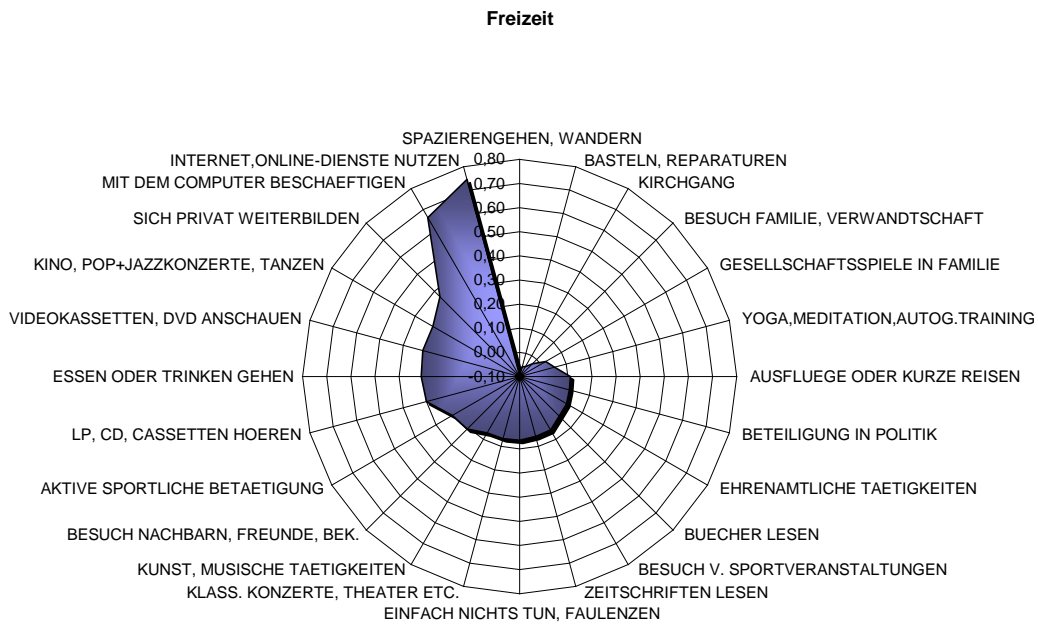 Freizeit
SPAZIERENGEHEN, WANDERN
BASTELN, REPARATUREN
KIRCHGANG
BESUCH FAMILIE, VERWANDTSCHAFT
GESELLSCHAFTSSPIELE IN FAMILIE
YOGA,MEDITATION,AUTOG.TRAINING
AUSFLUEGE ODER KURZE REISEN
BETEILIGUNG IN POLITIK
EHRENAMTLICHE TAETIGKEITEN
BUECHER LESEN
BESUCH V. SPORTVERANSTALTUNGEN
ZEITSCHRIFTEN LESEN
EINFACH NICHTS TUN, FAULENZEN
KLASS. KONZERTE, THEATER ETC.
KUNST, MUSISCHE TAETIGKEITEN
BESUCH NACHBARN, FREUNDE, BEK.
AKTIVE SPORTLICHE BETAETIGUNG
LP, CD, CASSETTEN HOEREN
ESSEN ODER TRINKEN GEHEN
VIDEOKASSETTEN, DVD ANSCHAUEN
KINO, POP+JAZZKONZERTE, TANZEN
SICH PRIVAT WEITERBILDEN
MIT DEM COMPUTER BESCHAEFTIGEN
INTERNET,ONLINE-DIENSTE NUTZEN
0,80
0,70
0,60
0,50
0,40
0,30
0,20
0,10
0,00
-0,10